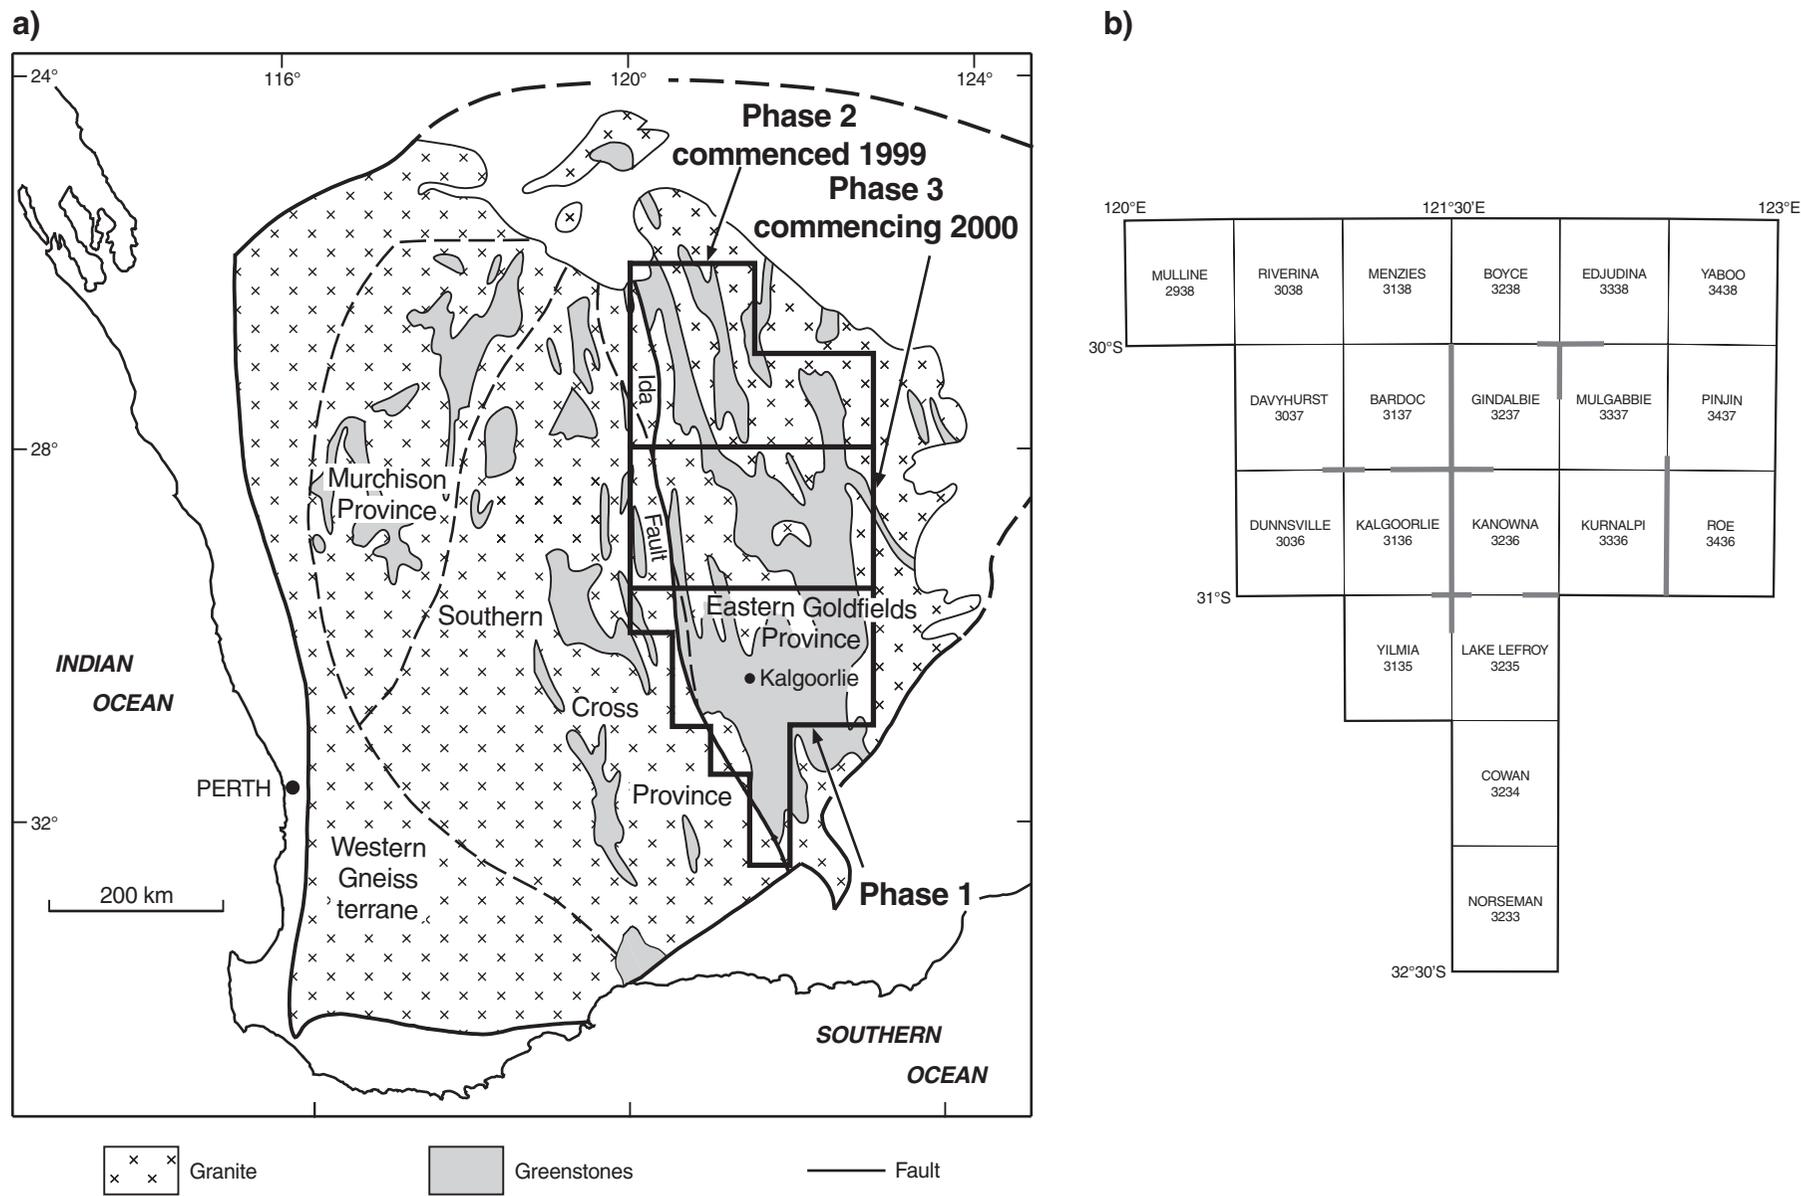 a)
24°
116°
120°
124°
Phase 2
commenced 1999
Phase 3
commencing 2000
Ida
28°
Murchison
Province
Fault
Southern
Eastern Goldfields
Province
INDIAN
OCEAN
Kalgoorlie
Cross
PERTH
Province
32°
Western
Gneiss
terrane
200 km
Phase 1
SOUTHERN
OCEAN
Granite
Greenstones
Fault
b)
120°E
121°30'E
123°E
MULLINE
2938
RIVERINA
3038
MENZIES
3138
BOYCE
3238
EDJUDINA
3338
YABOO
3438
30°S
DAVYHURST
3037
BARDOC
3137
GINDALBIE
3237
MULGABBIE
3337
PINJIN
3437
DUNNSVILLE
3036
KALGOORLIE
3136
KANOWNA
3236
KURNALPI
3336
ROE
3436
31°S
YILMIA
3135
LAKE LEFROY
3235
COWAN
3234
NORSEMAN
3233
32°30'S